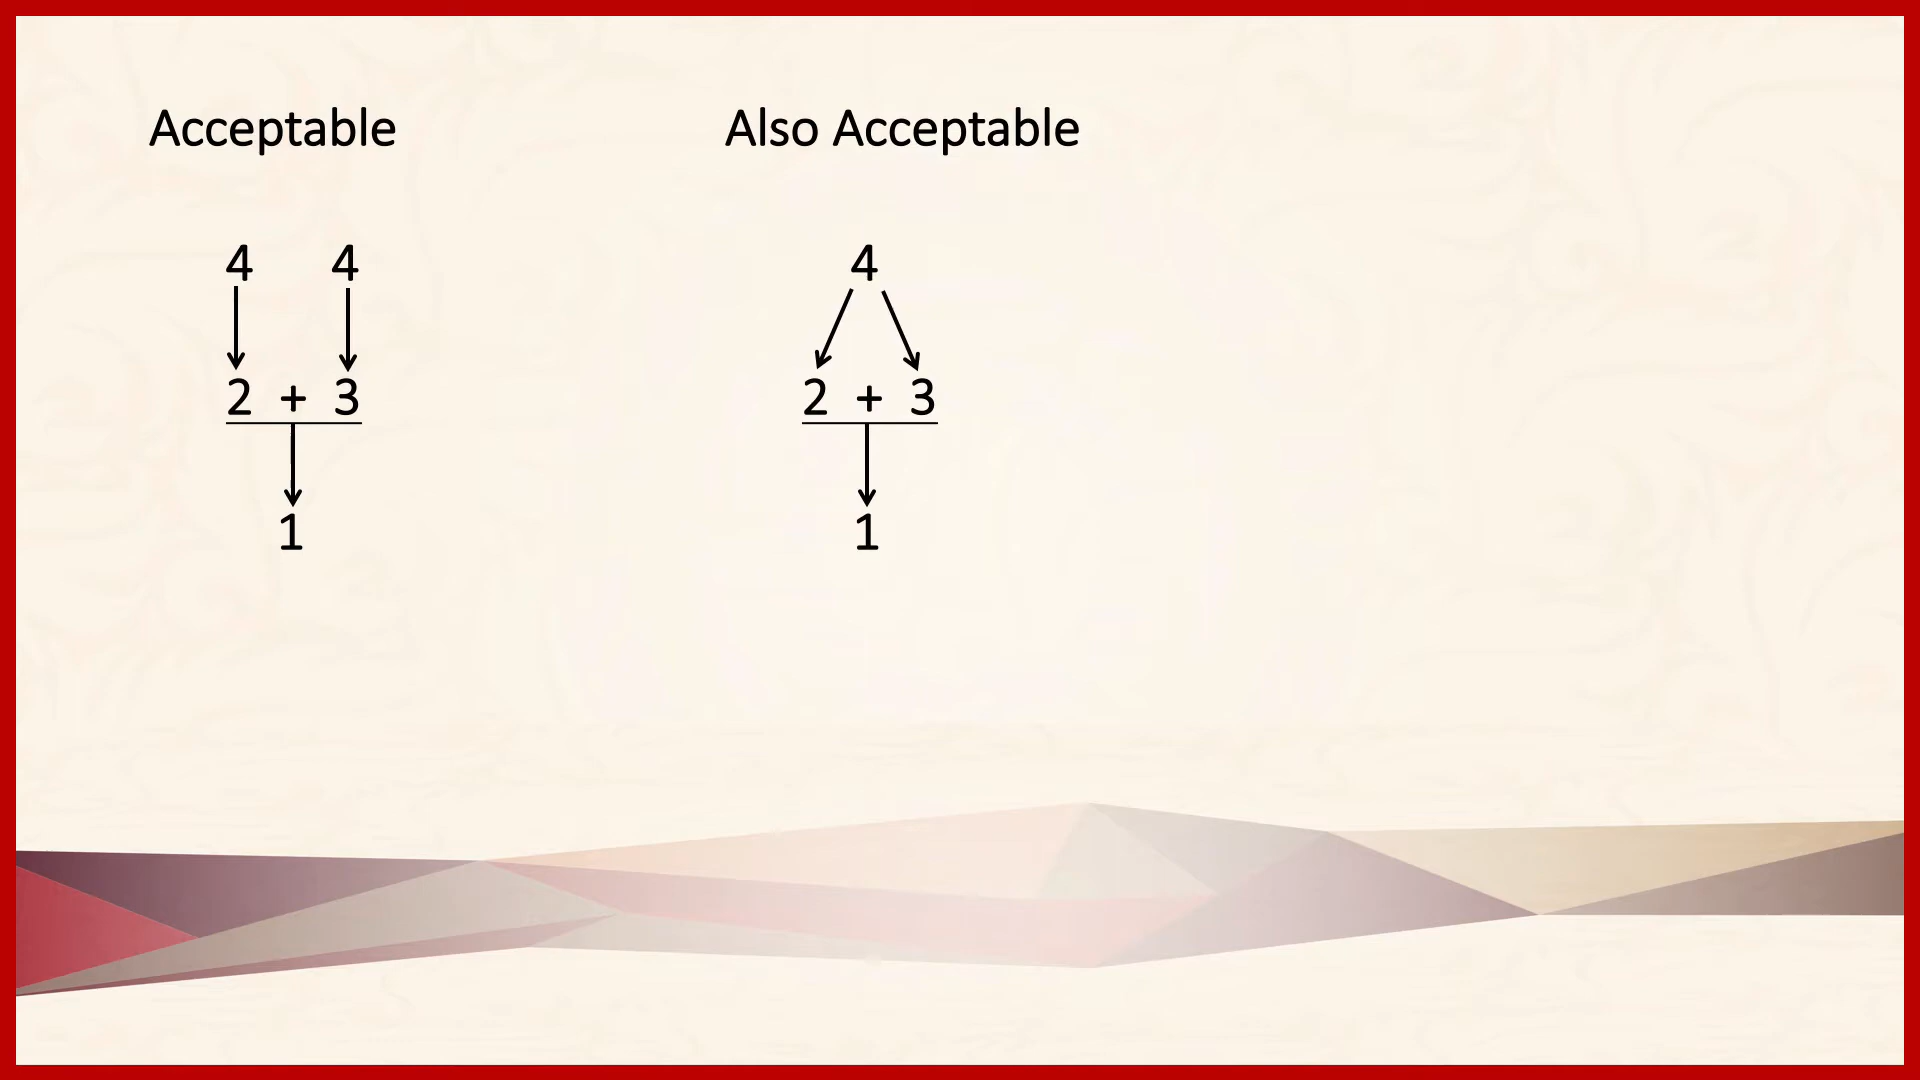 Acceptable
Also Acceptable
4 4
4
2 + 3
2 + 3
1
1